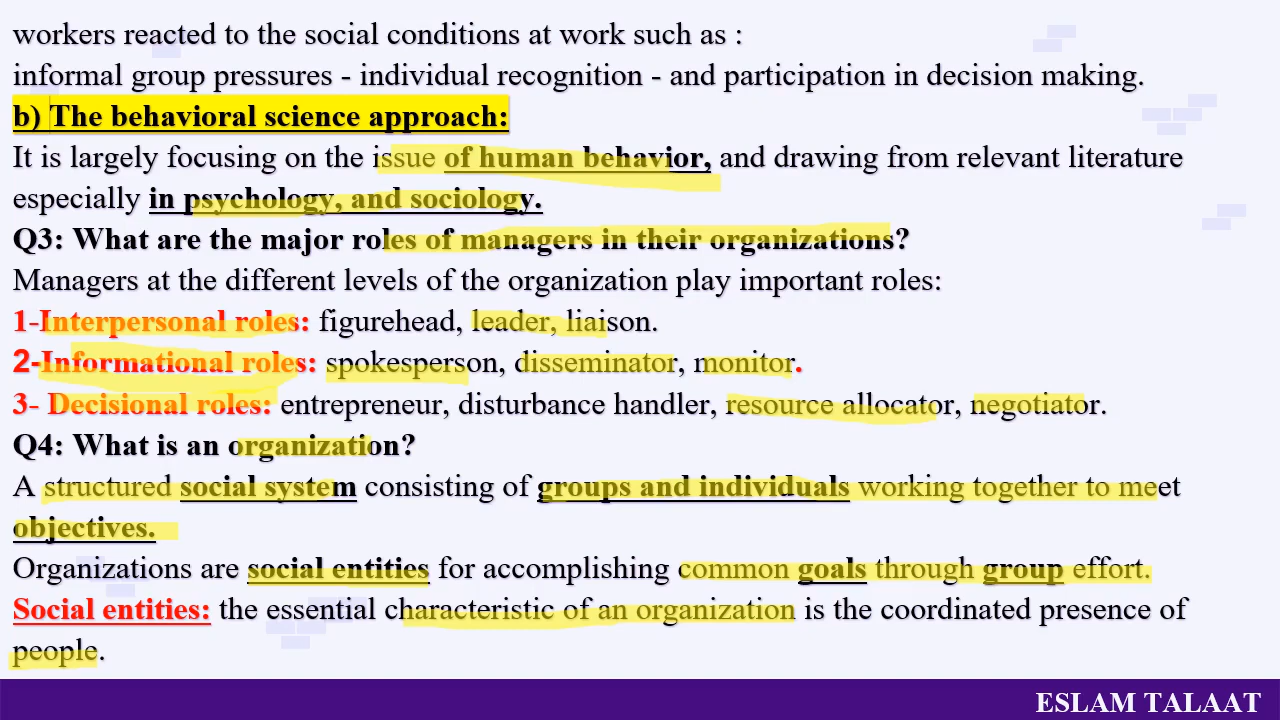 workers reacted to the social conditions at work such as :
informal group pressures - individual recognition - and participation in decision making.
b) The behavioral science approach:
It is largely focusing on the issue of human behavior, and drawing from relevant literature
especially in psychology, and sociology.
Q3: What are the major roles of managers in their organizations?
Managers at the different levels of the organization play important roles:
1-Interpersonal roles: figurehead, leader, liaison.
2-Informational roles: spokesperson, disseminator, monitor.
3- Decisional roles: entrepreneur, disturbance handler, resource allocator, negotiator.
Q4: What is an organization?
A structured social system consisting of groups and individuals working together to meet
objectives.
Organizations are social entities for accomplishing common goals through group effort.
Social entities: the essential characteristic of an organization is the coordinated presence of
people.
ESLAM TALAAT